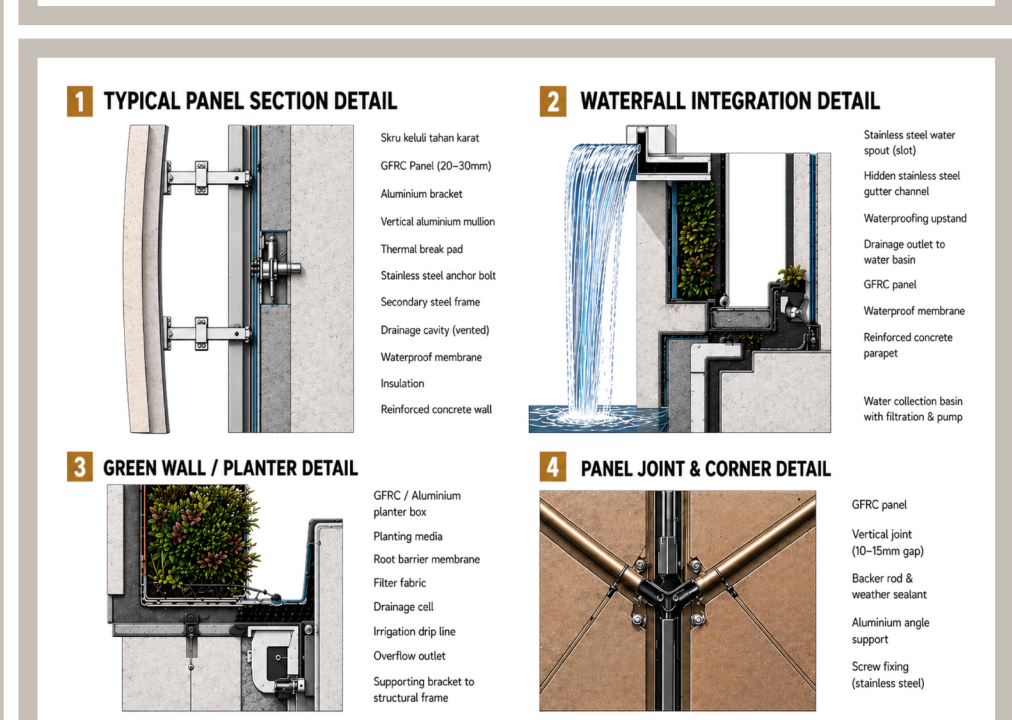 1 TYPICAL PANEL SECTION DETAIL
Skru keluli tahan karat
GFRC Panel (20–30mm)
Aluminium bracket
Vertical aluminium mullion
Thermal break pad
Stainless steel anchor bolt
Secondary steel frame
Drainage cavity (vented)
Waterproof membrane
Insulation
Reinforced concrete wall
2 WATERFALL INTEGRATION DETAIL
Stainless steel water
spout (slot)
Hidden stainless steel
gutter channel
Waterproofing upstand
Drainage outlet to
water basin
GFRC panel
Waterproof membrane
Reinforced concrete
parapet
Water collection basin
with filtration & pump
3 GREEN WALL / PLANTER DETAIL
GFRC / Aluminium
planter box
Planting media
Root barrier membrane
Filter fabric
Drainage cell
Irrigation drip line
Overflow outlet
Supporting bracket to
structural frame
4 PANEL JOINT & CORNER DETAIL
GFRC panel
Vertical joint
(10–15mm gap)
Backer rod &
weather sealant
Aluminium angle
support
Screw fixing
(stainless steel)